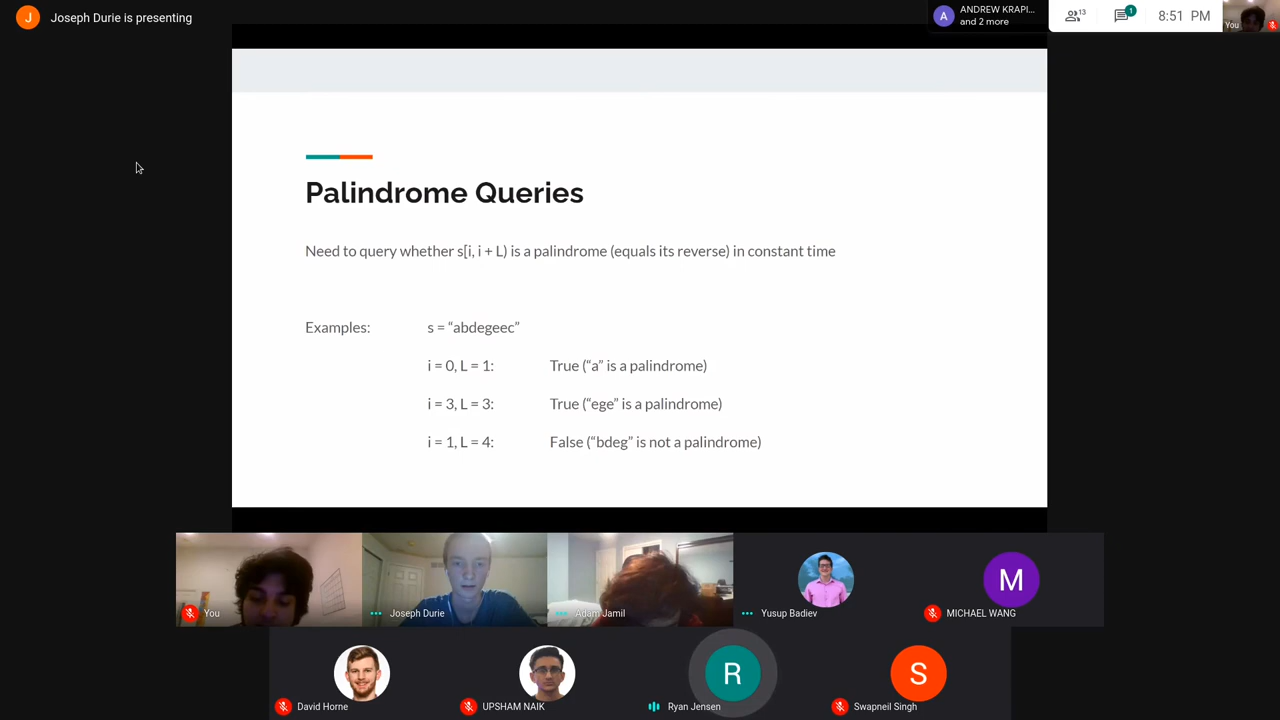 J
Joseph Durie is presenting
A
ANDREW KRAPI...
and 2 more
13
1
8:51 PM
You
Palindrome Queries
Need to query whether s[i, i + L) is a palindrome (equals its reverse) in constant time
Examples:
s = “abdegeec”
i = 0, L = 1:
True (“a” is a palindrome)
i = 3, L = 3:
True (“ege” is a palindrome)
i = 1, L = 4:
False (“bdeg” is not a palindrome)
You
Joseph Durie
Adam Jamil
Yusup Badiev
M
MICHAEL WANG
David Horne
UPSHAM NAIK
R
Ryan Jensen
S
Swapneil Singh